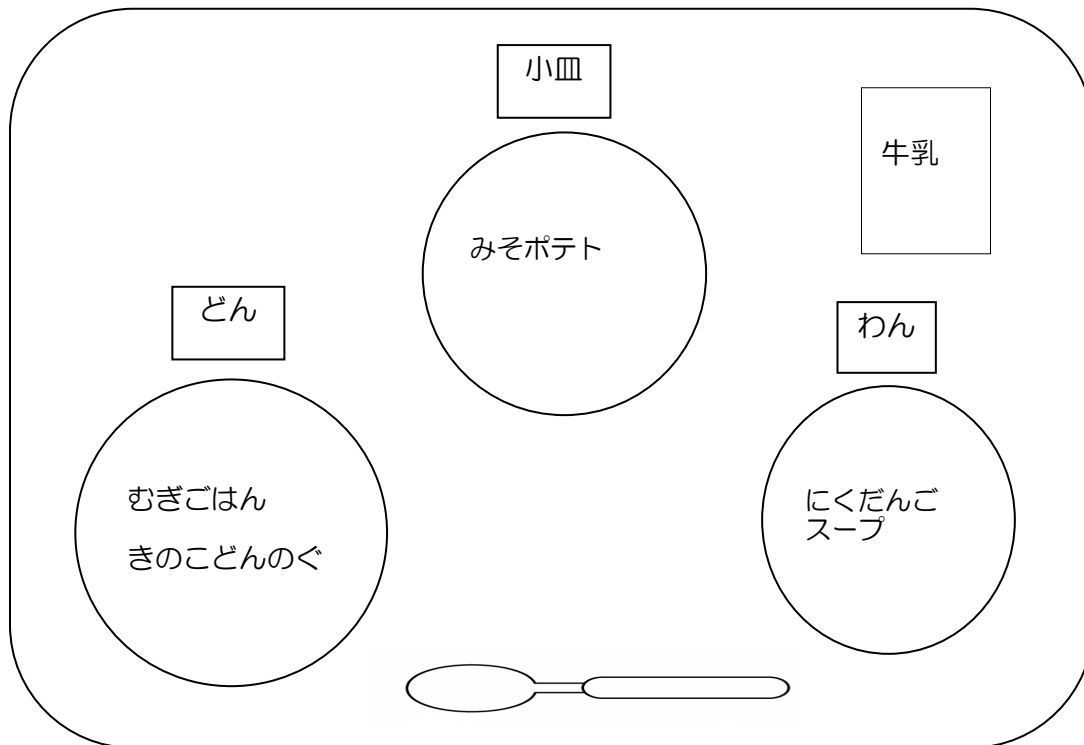 小皿
牛乳
みそポテト
どん
わん
むぎごはん
きのこどんのぐ
にくだんご
スープ